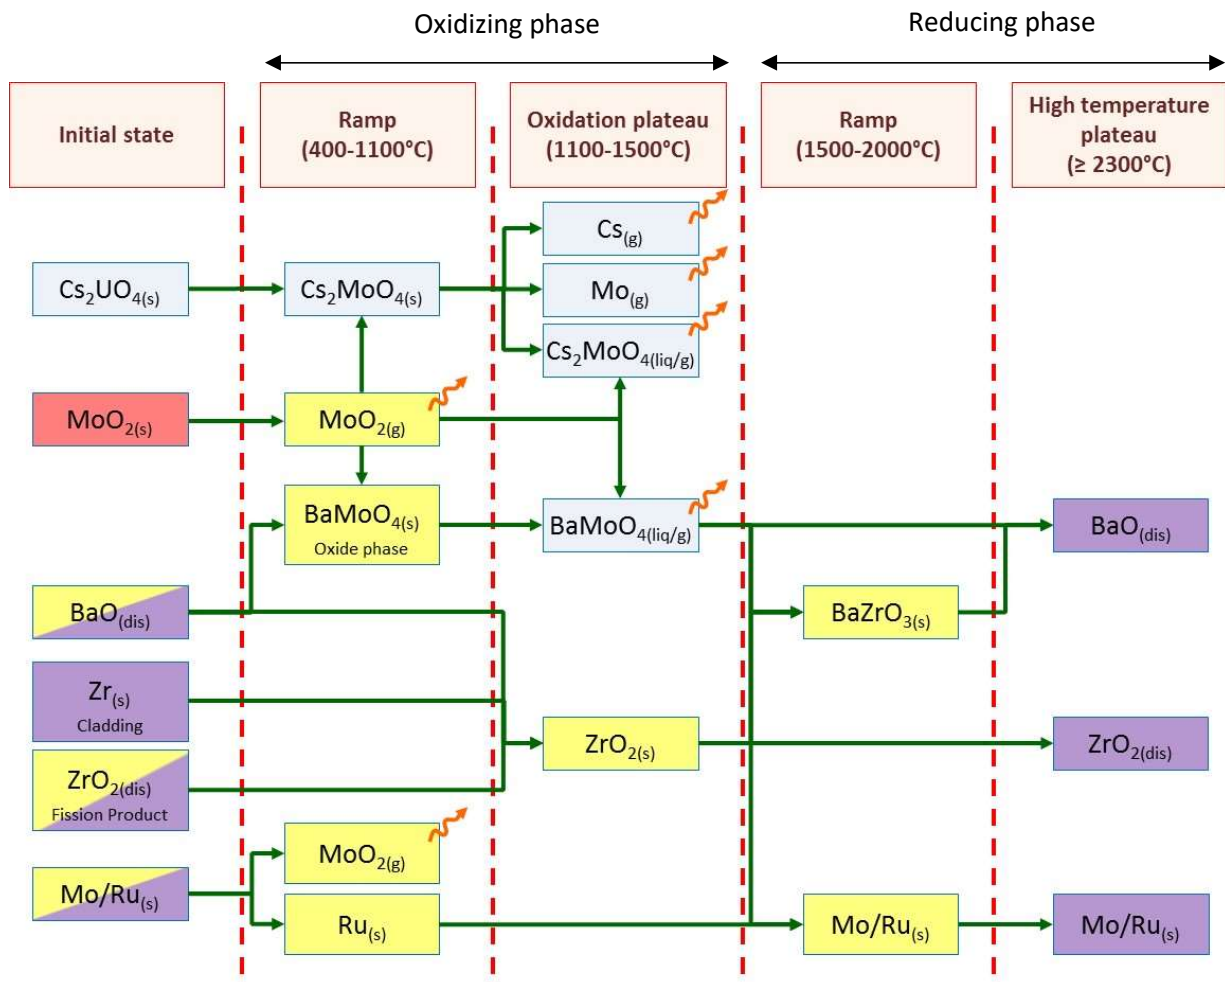 Oxidizing phase
Reducing phase
Initial state
Ramp
(400-1100°C)
Oxidation plateau
(1100-1500°C)
Ramp
(1500-2000°C)
High temperature
plateau
(≥ 2300°C)
Cs₂UO₄₍s₎
Cs₂MoO₄₍s₎
Cs₍g₎
Mo₍g₎
Cs₂MoO₄₍liq/g₎
MoO₂₍s₎
MoO₂₍g₎
BaMoO₄₍s₎
Oxide phase
BaMoO₄₍liq/g₎
BaO₍dis₎
BaO₍dis₎
BaZrO₃₍s₎
Zr₍s₎
Cladding
ZrO₂₍s₎
ZrO₂₍dis₎
ZrO₂₍dis₎
Fission Product
MoO₂₍g₎
Mo/Ru₍s₎
Ru₍s₎
Mo/Ru₍s₎
Mo/Ru₍s₎